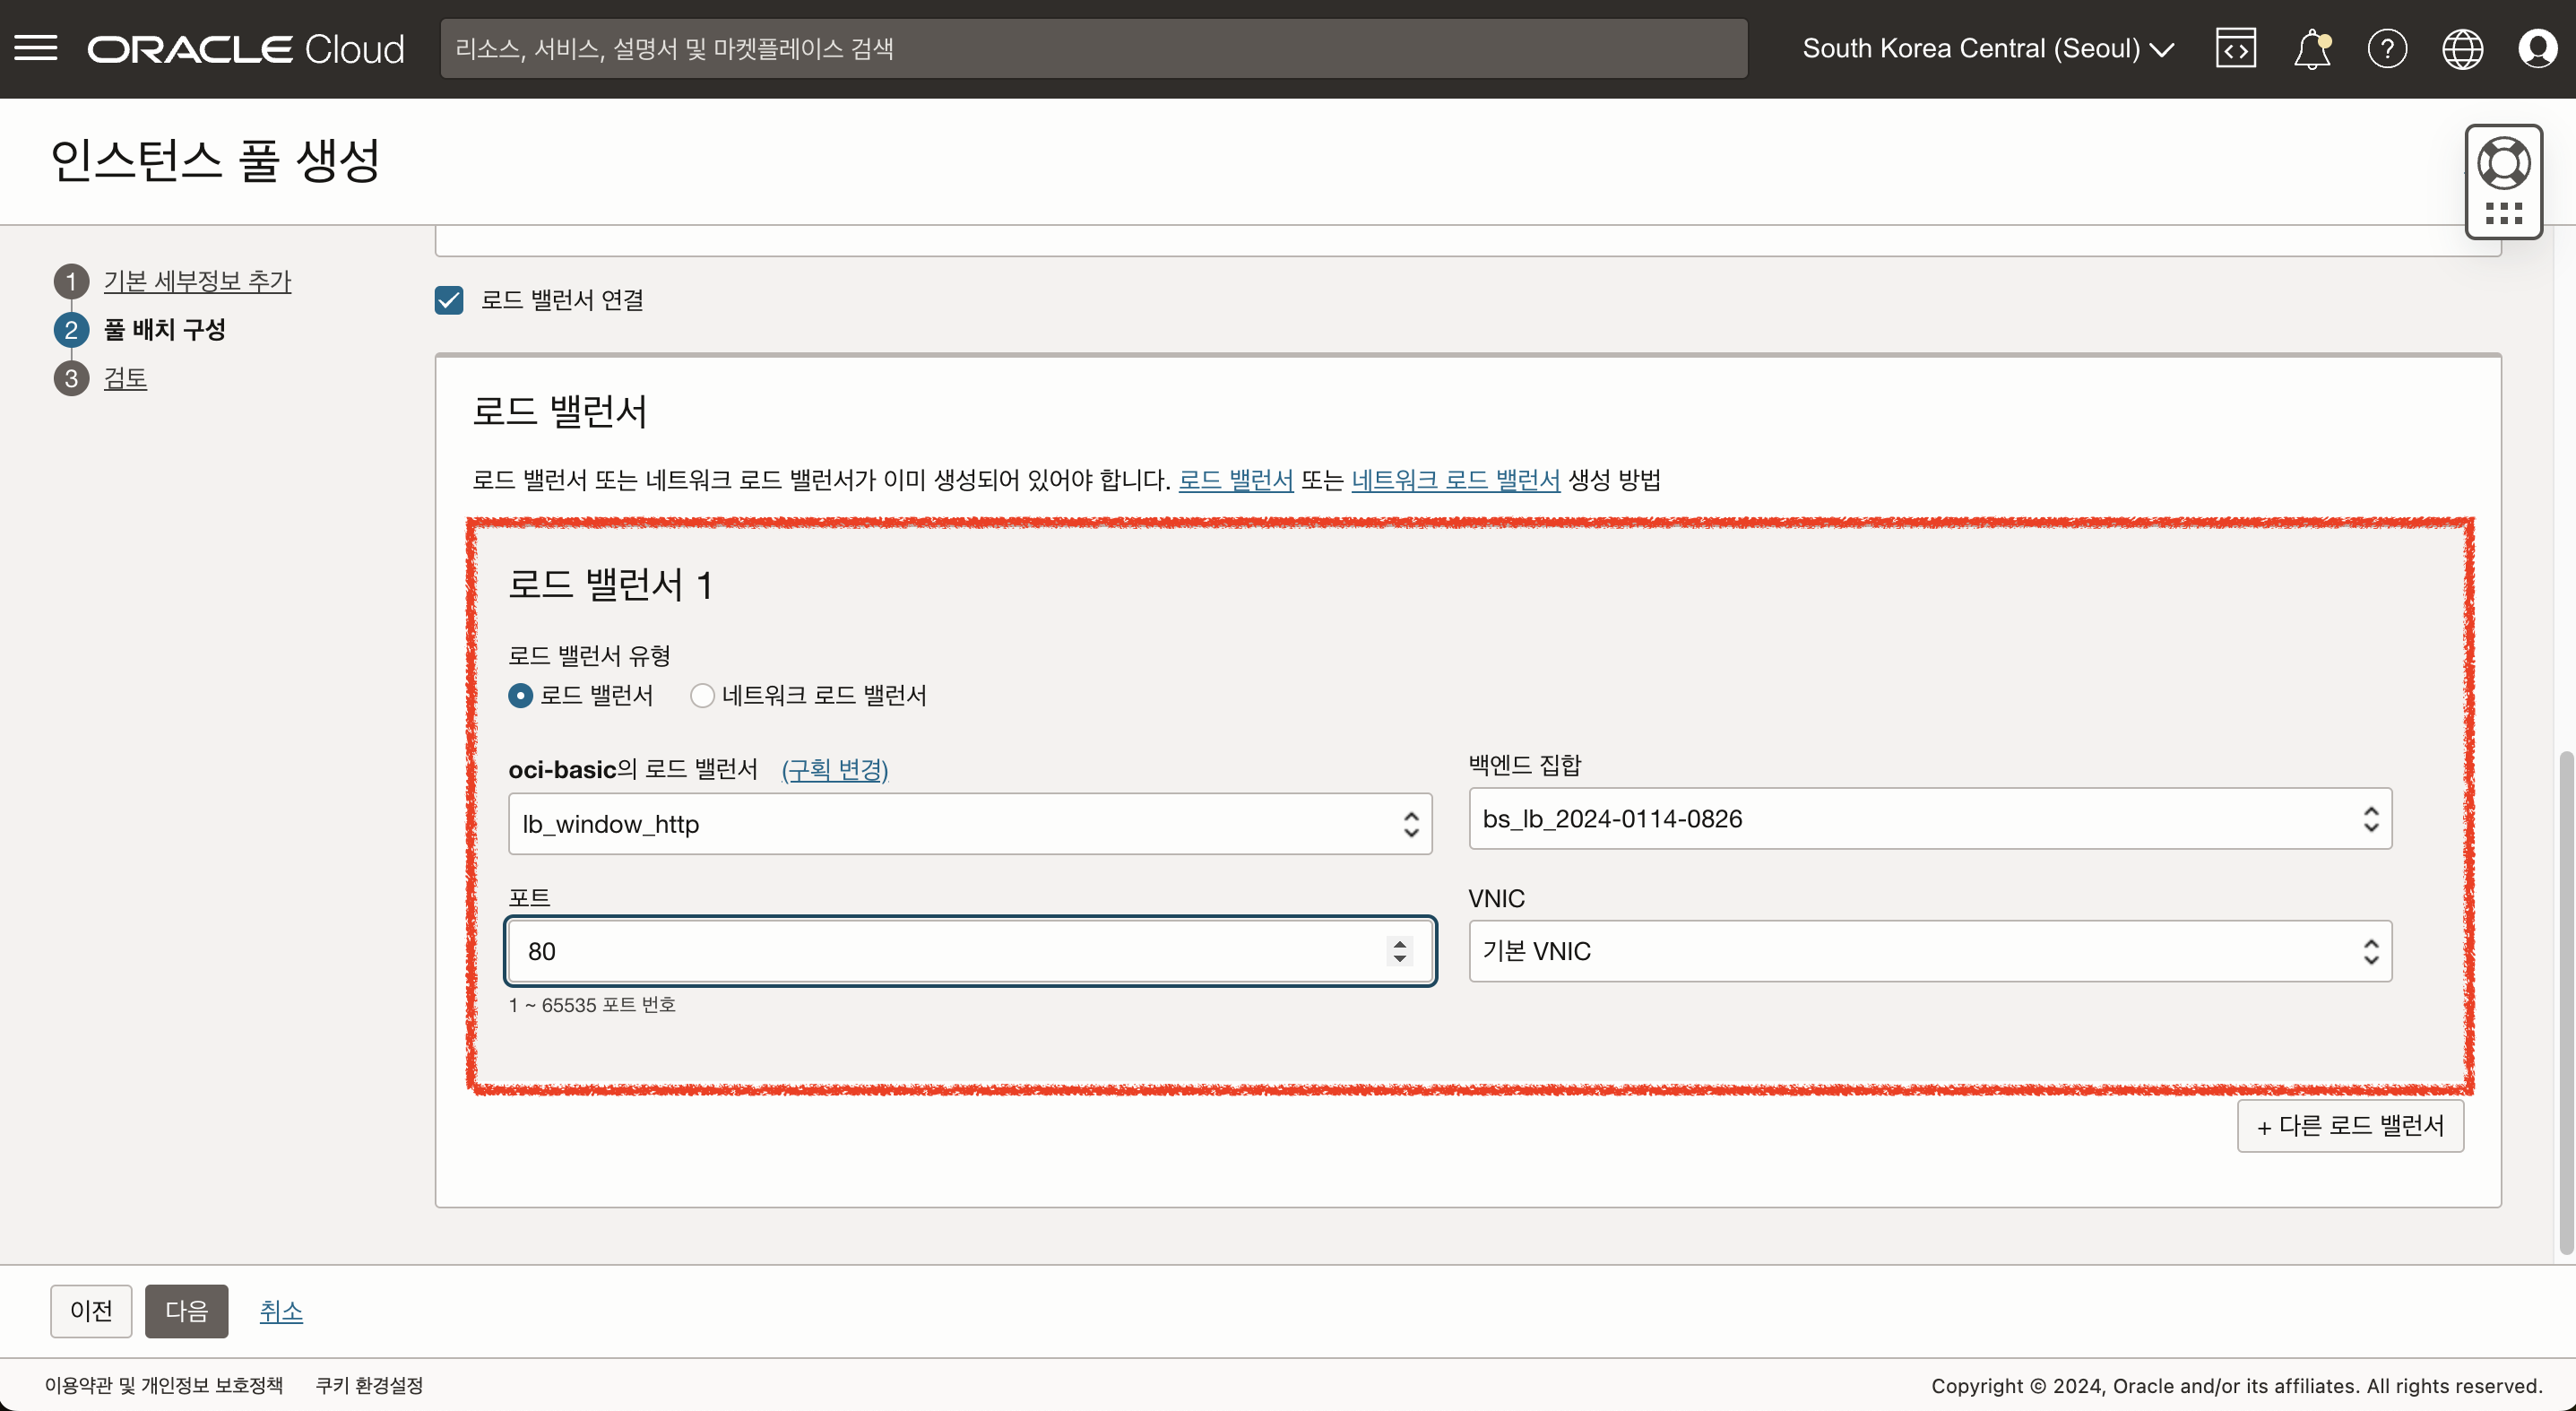 ORACLE Cloud
리소스, 서비스, 설명서 및 마켓플레이스 검색
South Korea Central (Seoul)
인스턴스 풀 생성
1 기본 세부정보 추가
2 풀 배치 구성
3 검토
로드 밸런서 연결
로드 밸런서
로드 밸런서 또는 네트워크 로드 밸런서가 이미 생성되어 있어야 합니다. 로드 밸런서 또는 네트워크 로드 밸런서 생성 방법
로드 밸런서 1
로드 밸런서 유형
로드 밸런서 네트워크 로드 밸런서
oci-basic의 로드 밸런서 (구획 변경)
백엔드 집합
lb_window_http
bs_lb_2024-0114-0826
포트
VNIC
80
기본 VNIC
1 ~ 65535 포트 번호
+ 다른 로드 밸런서
이전 다음 취소
이용약관 및 개인정보 보호정책 쿠키 환경설정
Copyright © 2024, Oracle and/or its affiliates. All rights reserved.